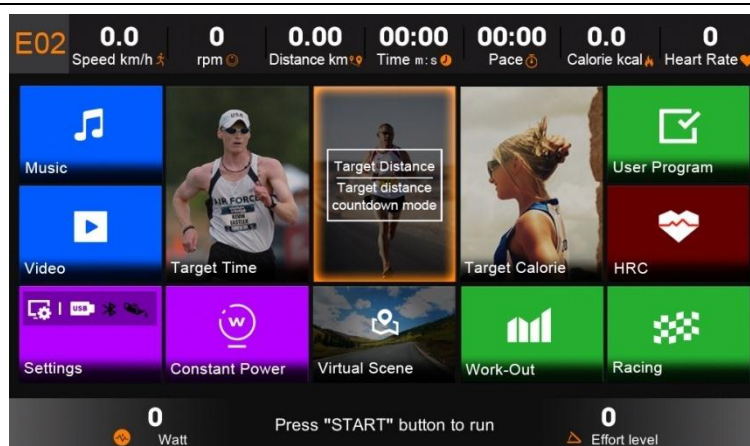 E02
0.0
Speed km/h
0
rpm
0.00
Distance km
00:00
Time m:s
00:00
Pace
0.0
Calorie kcal
0
Heart Rate
Music
Target Time
Target Distance
Target distance
countdown mode
Target Calorie
User Program
Video
HRC
USB
Settings
W
Constant Power
Virtual Scene
Work-Out
Racing
0
Watt
Press "START" button to run
0
Effort level